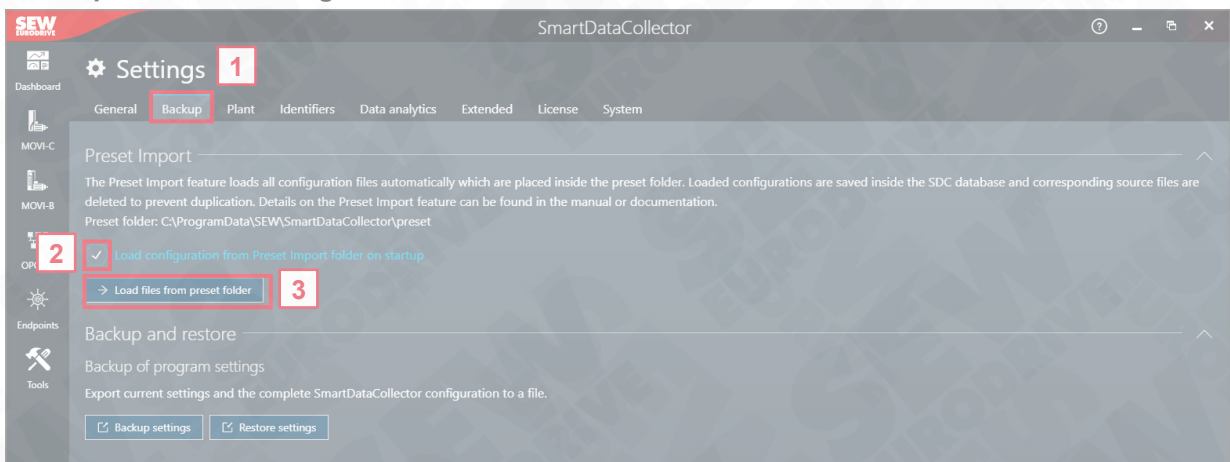 SEW
EURODRIVE
SmartDataCollector
Dashboard
Settings
1
General Backup Plant Identifiers Data analytics Extended License System
MOVI-C
Preset Import
The Preset Import feature loads all configuration files automatically which are placed inside the preset folder. Loaded configurations are saved inside the SDC database and corresponding source files are
deleted to prevent duplication. Details on the Preset Import feature can be found in the manual or documentation.
MOVI-B
Preset folder: C:\ProgramData\SEW\SmartDataCollector\preset
2
Load configuration from Preset Import folder on startup
Load files from preset folder
3
Endpoints
Backup and restore
Backup of program settings
Tools
Export current settings and the complete SmartDataCollector configuration to a file.
Backup settings Restore settings